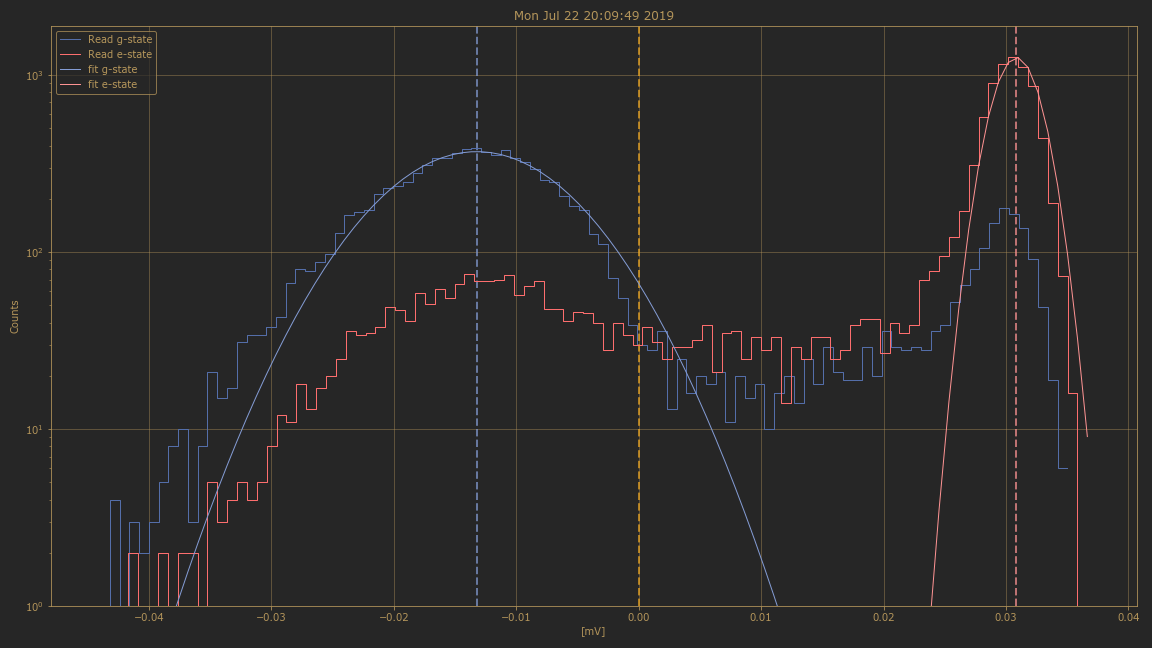 Mon Jul 22 20:09:49 2019
Read g-state
Read e-state
fit g-state
fit e-state
Counts
10³
10²
10¹
10⁰
−0.04 −0.03 −0.02 −0.01 0.00 0.01 0.02 0.03 0.04
[mV]